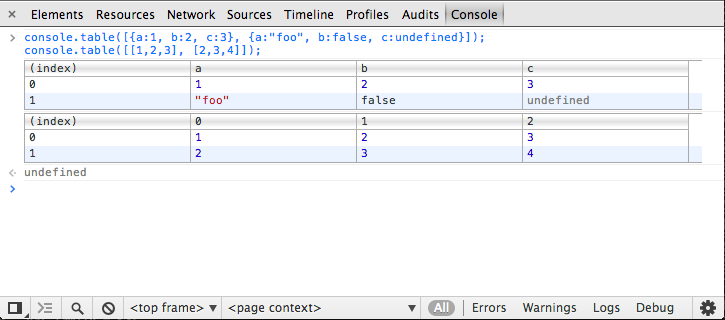 × Elements Resources Network Sources Timeline Profiles Audits Console
> console.table([{a:1, b:2, c:3}, {a:"foo", b:false, c:undefined}]);
console.table([[1,2,3], [2,3,4]]);
(index) a b c
0 1 2 3
1 "foo" false undefined
(index) 0 1 2
0 1 2 3
1 2 3 4
undefined
>
<top frame> ▼ <page context> ▼ All Errors Warnings Logs Debug